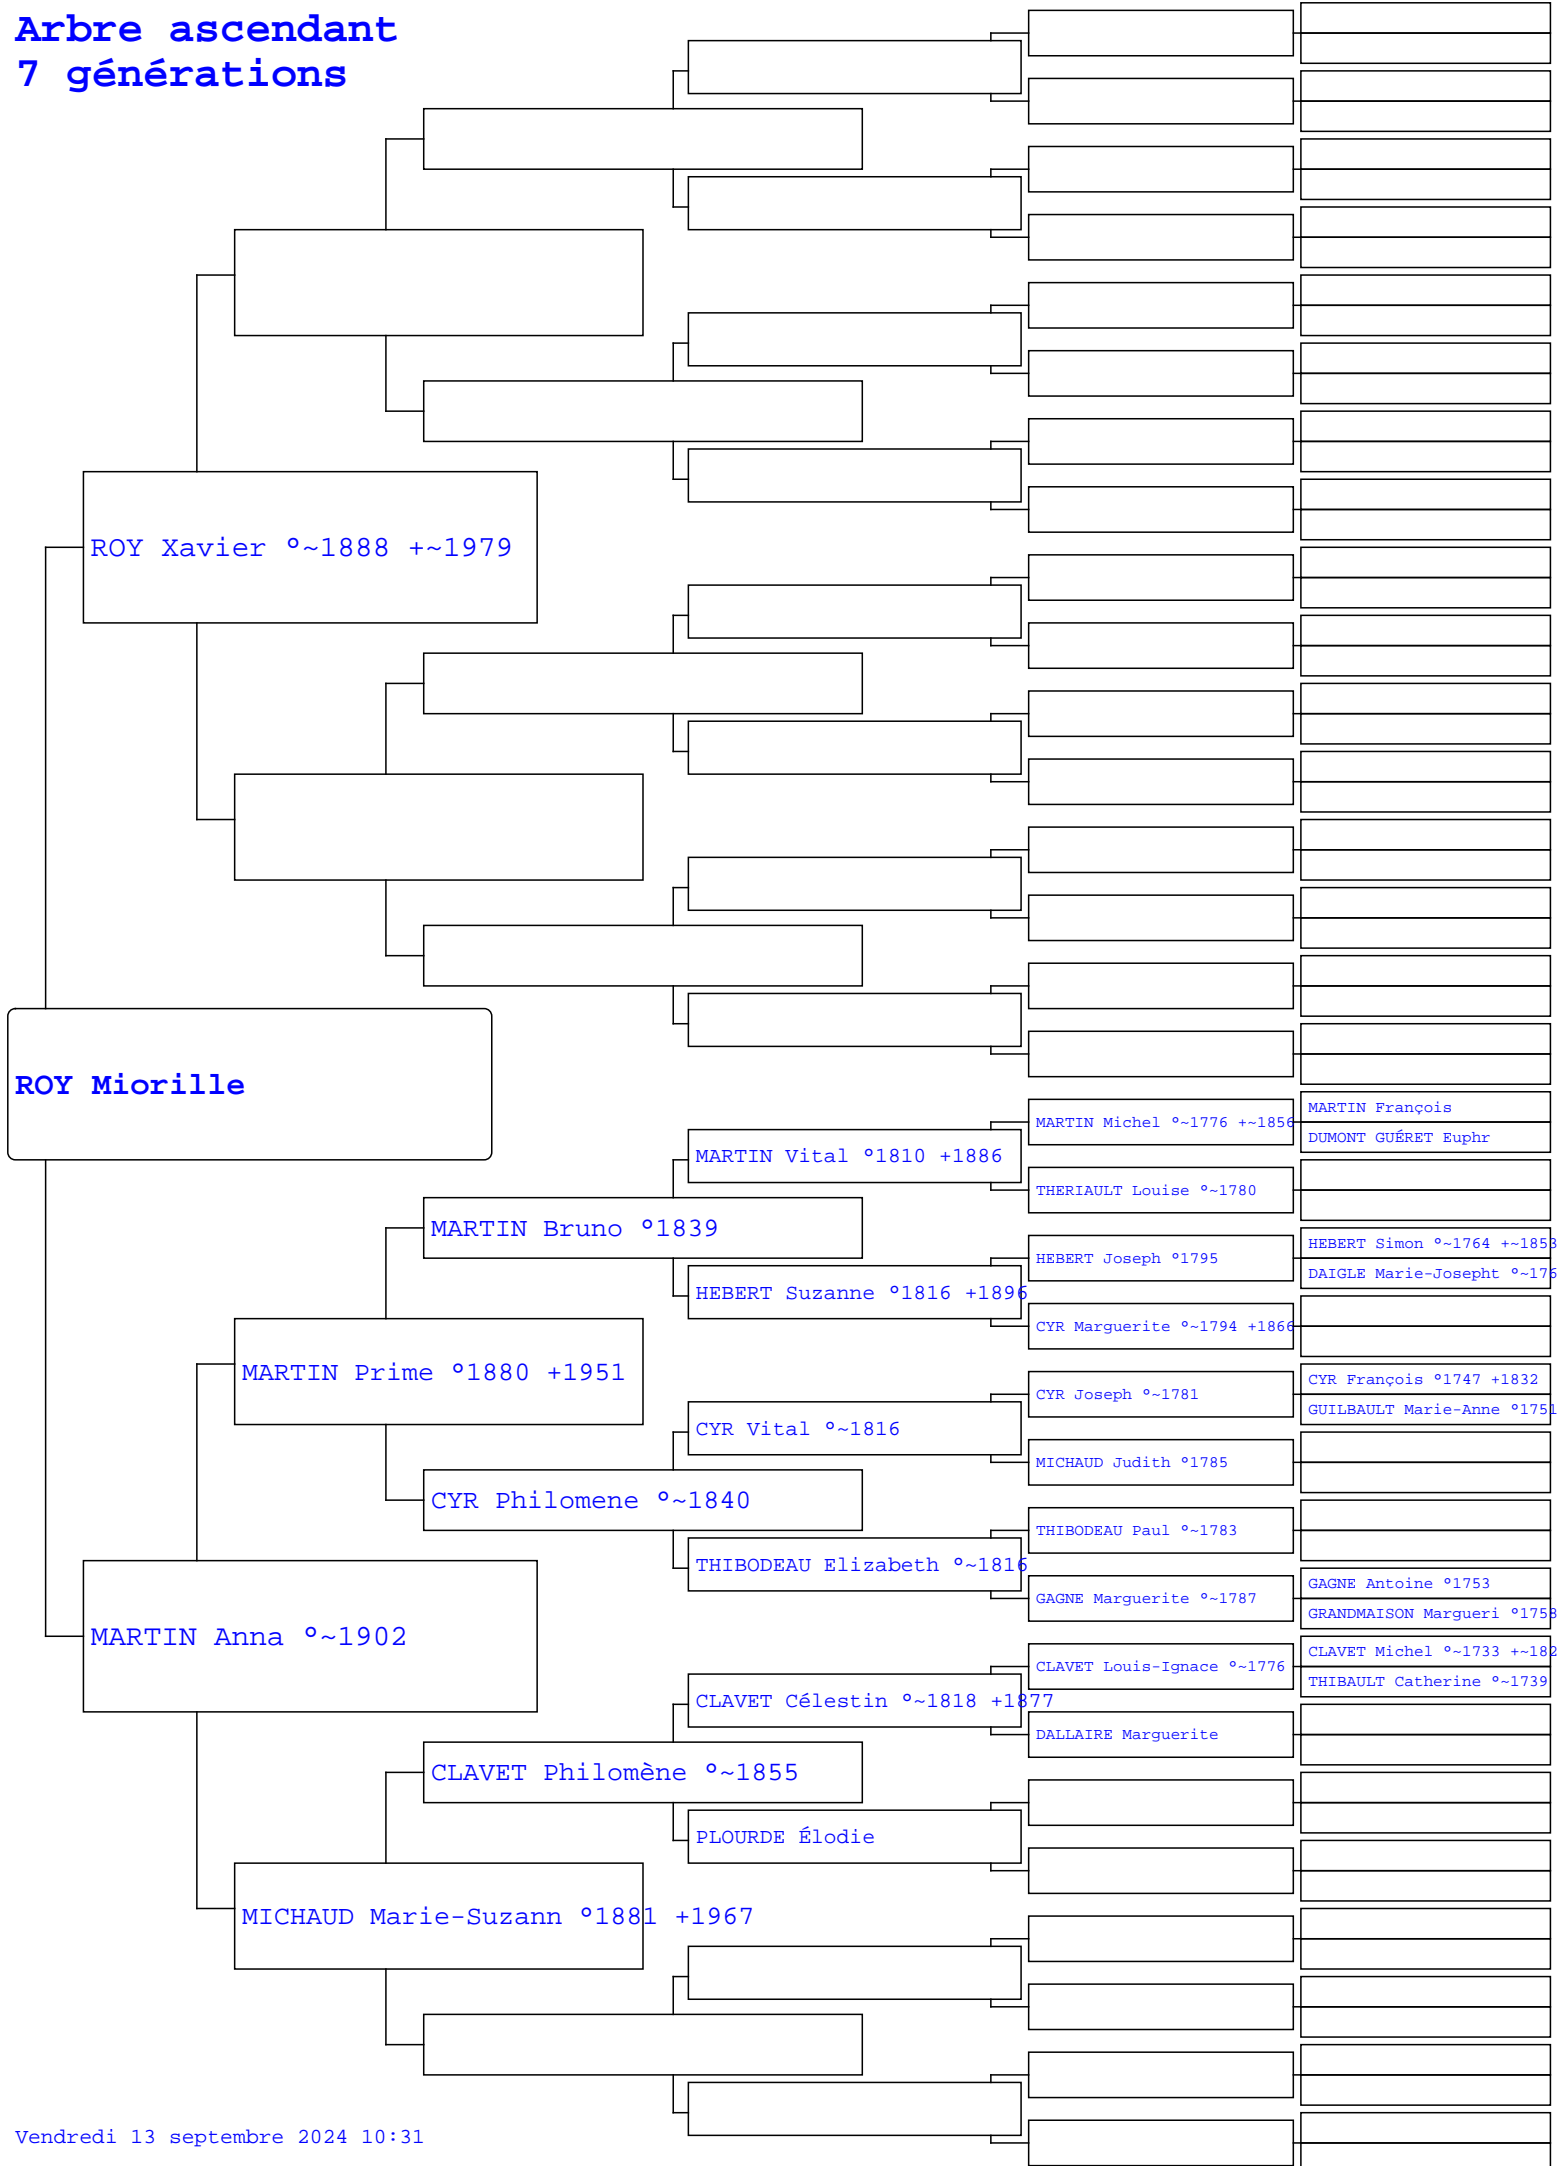 Arbre ascendant
7 générations
ROY Xavier °~1888 +~1979
ROY Miorille
MARTIN François
MARTIN Michel °~1776 +~1856
DUMONT GUÉRET Euphr
MARTIN Vital °1810 +1886
THERIAULT Louise °~1780
MARTIN Bruno °1839
HEBERT Simon °~1764 +~1853
HEBERT Joseph °1795
DAIGLE Marie-Josepht °~176
HEBERT Suzanne °1816 +1896
CYR Marguerite °~1794 +1866
MARTIN Prime °1880 +1951
CYR François °1747 +1832
CYR Joseph °~1781
GUILBAULT Marie-Anne °1751
CYR Vital °~1816
MICHAUD Judith °1785
CYR Philomene °~1840
THIBODEAU Paul °~1783
THIBODEAU Elizabeth °~1816
GAGNE Antoine °1753
GAGNE Marguerite °~1787
GRANDMAISON Margueri °1758
MARTIN Anna °~1902
CLAVET Michel °~1733 +~182
CLAVET Louis-Ignace °~1776
THIBAULT Catherine °~1739
CLAVET Célestin °~1818 +1877
DALLAIRE Marguerite
CLAVET Philomène °~1855
PLOURDE Élodie
MICHAUD Marie-Suzann °1881 +1967
Vendredi 13 septembre 2024 10:31